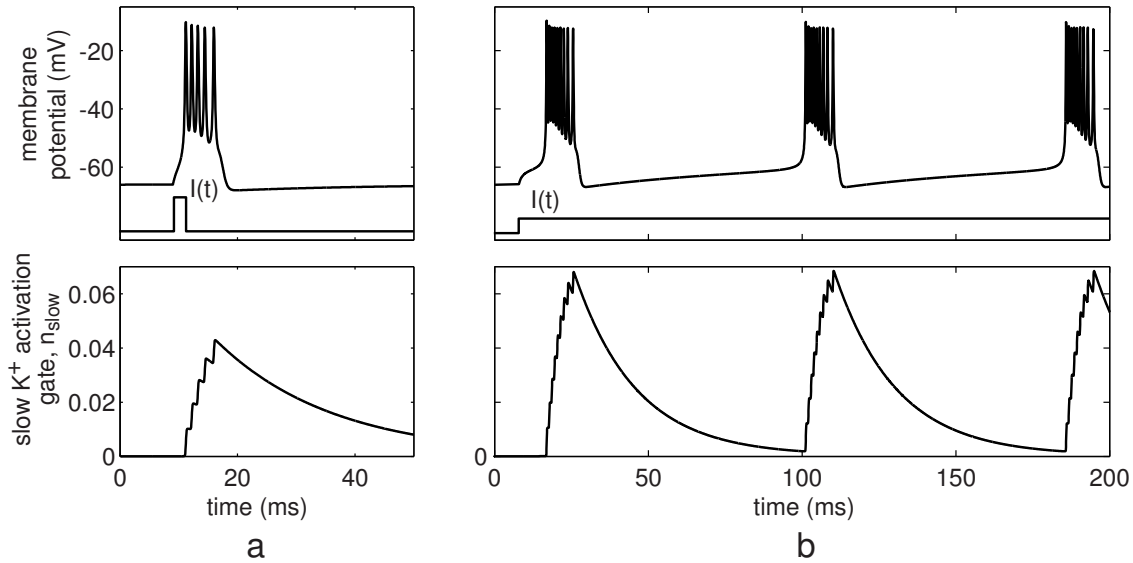 membrane
potential (mV)
-20
-40
-60
I(t)
I(t)
slow K+ activation
gate, nslow
0.06
0.04
0.02
0
0
0 20 40
time (ms)
0 50 100 150 200
time (ms)
a
b